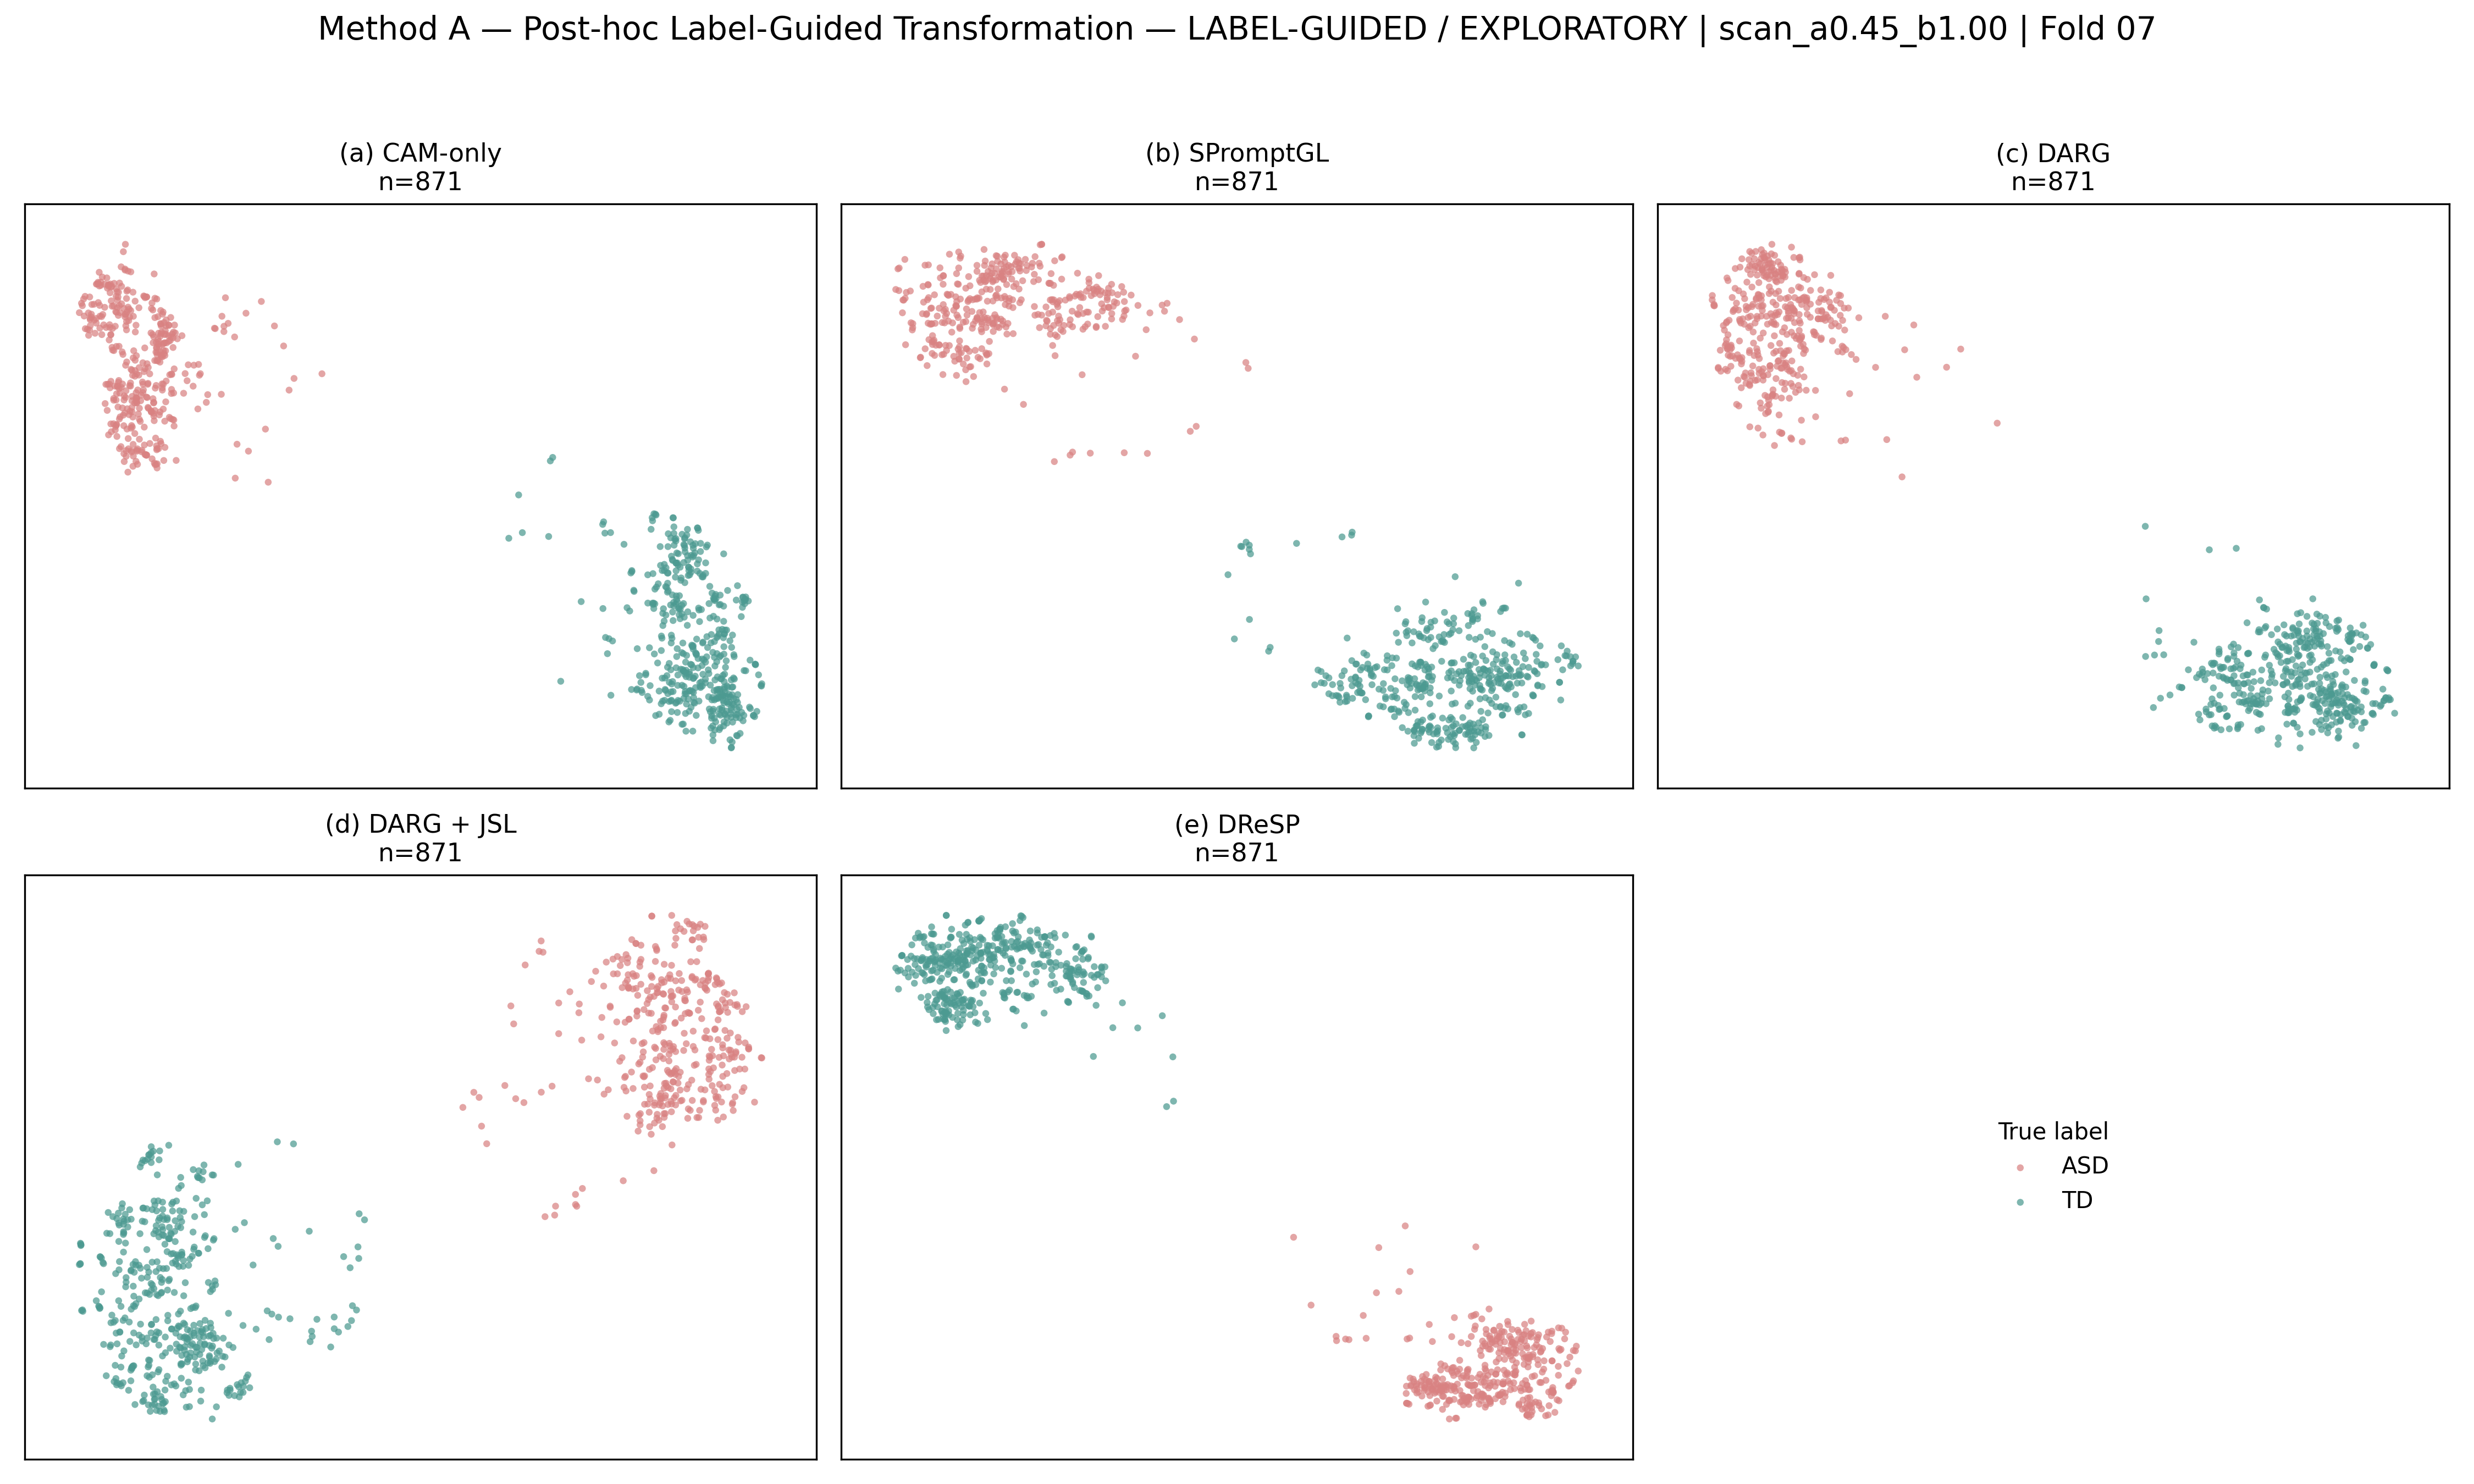 Method A — Post-hoc Label-Guided Transformation — LABEL-GUIDED / EXPLORATORY | scan_a0.45_b1.00 | Fold 07
(a) CAM-only
n=871
(b) SPromptGL
n=871
(c) DARG
n=871
(d) DARG + JSL
n=871
(e) DReSP
n=871
True label
ASD
TD